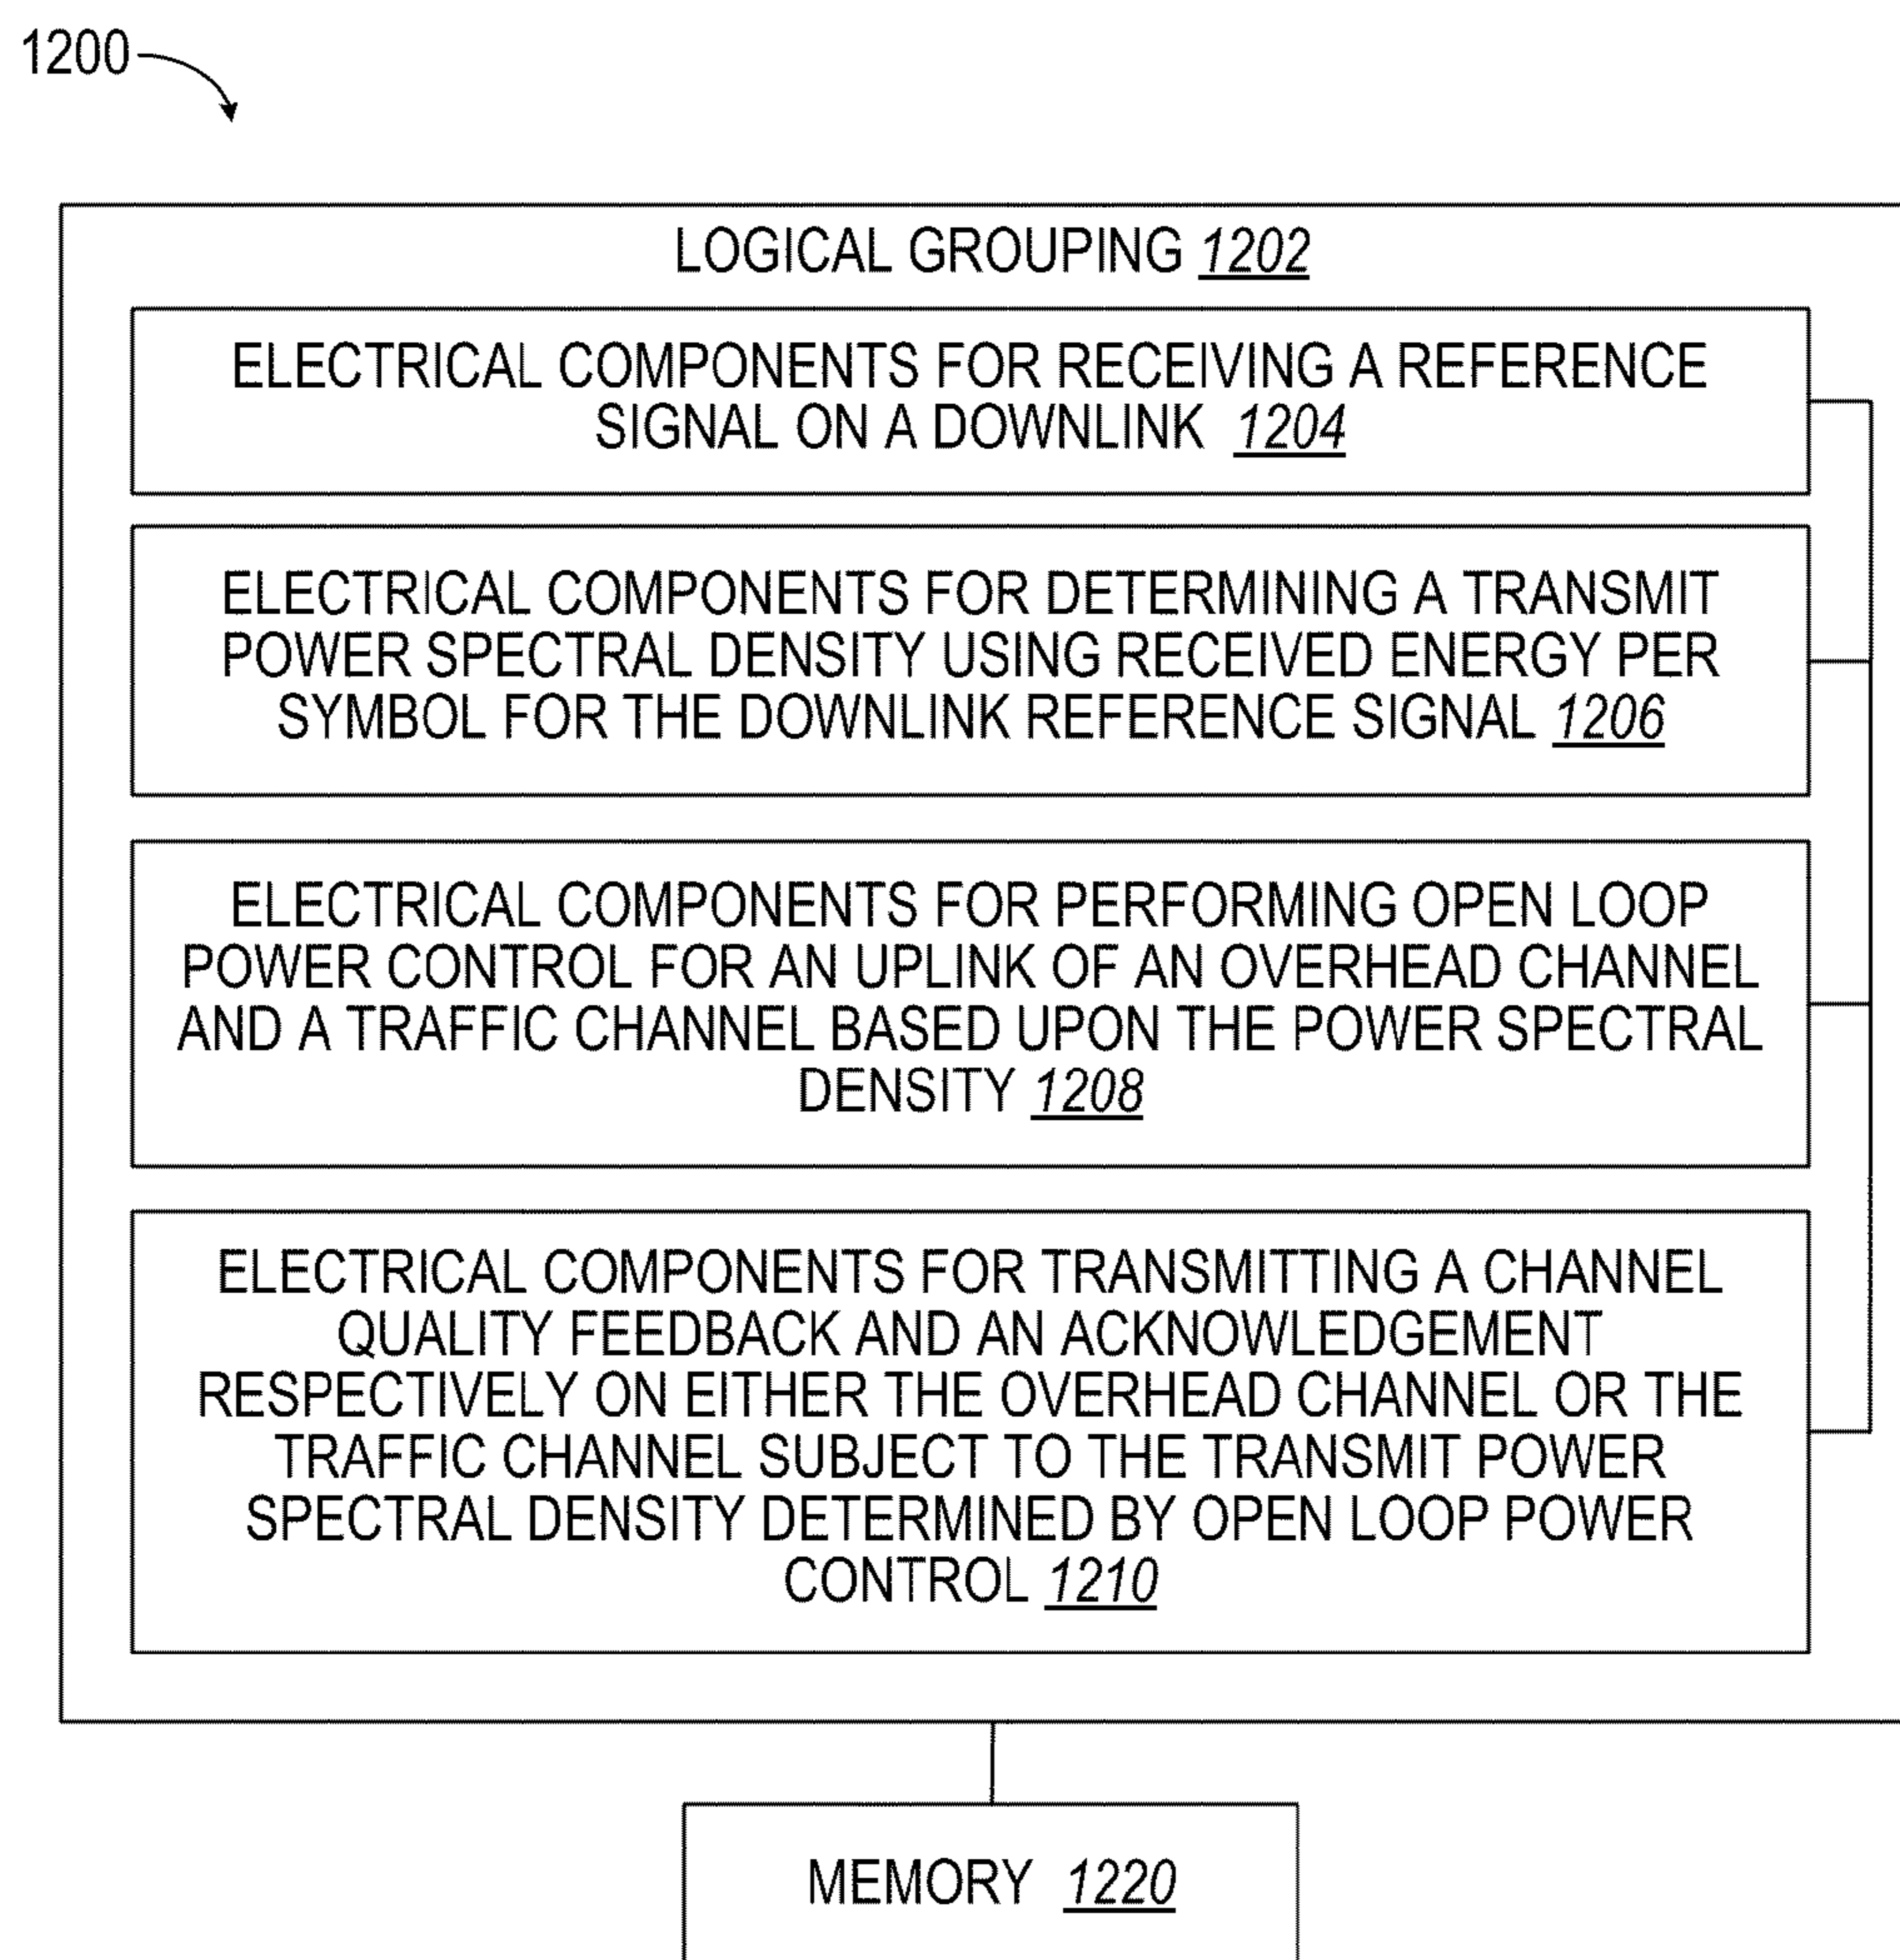 1200
LOGICAL GROUPING 1202
ELECTRICAL COMPONENTS FOR RECEIVING A REFERENCE
SIGNAL ON A DOWNLINK 1204
ELECTRICAL COMPONENTS FOR DETERMINING A TRANSMIT
POWER SPECTRAL DENSITY USING RECEIVED ENERGY PER
SYMBOL FOR THE DOWNLINK REFERENCE SIGNAL 1206
ELECTRICAL COMPONENTS FOR PERFORMING OPEN LOOP
POWER CONTROL FOR AN UPLINK OF AN OVERHEAD CHANNEL
AND A TRAFFIC CHANNEL BASED UPON THE POWER SPECTRAL
DENSITY 1208
ELECTRICAL COMPONENTS FOR TRANSMITTING A CHANNEL
QUALITY FEEDBACK AND AN ACKNOWLEDGEMENT
RESPECTIVELY ON EITHER THE OVERHEAD CHANNEL OR THE
TRAFFIC CHANNEL SUBJECT TO THE TRANSMIT POWER
SPECTRAL DENSITY DETERMINED BY OPEN LOOP POWER
CONTROL 1210
MEMORY 1220